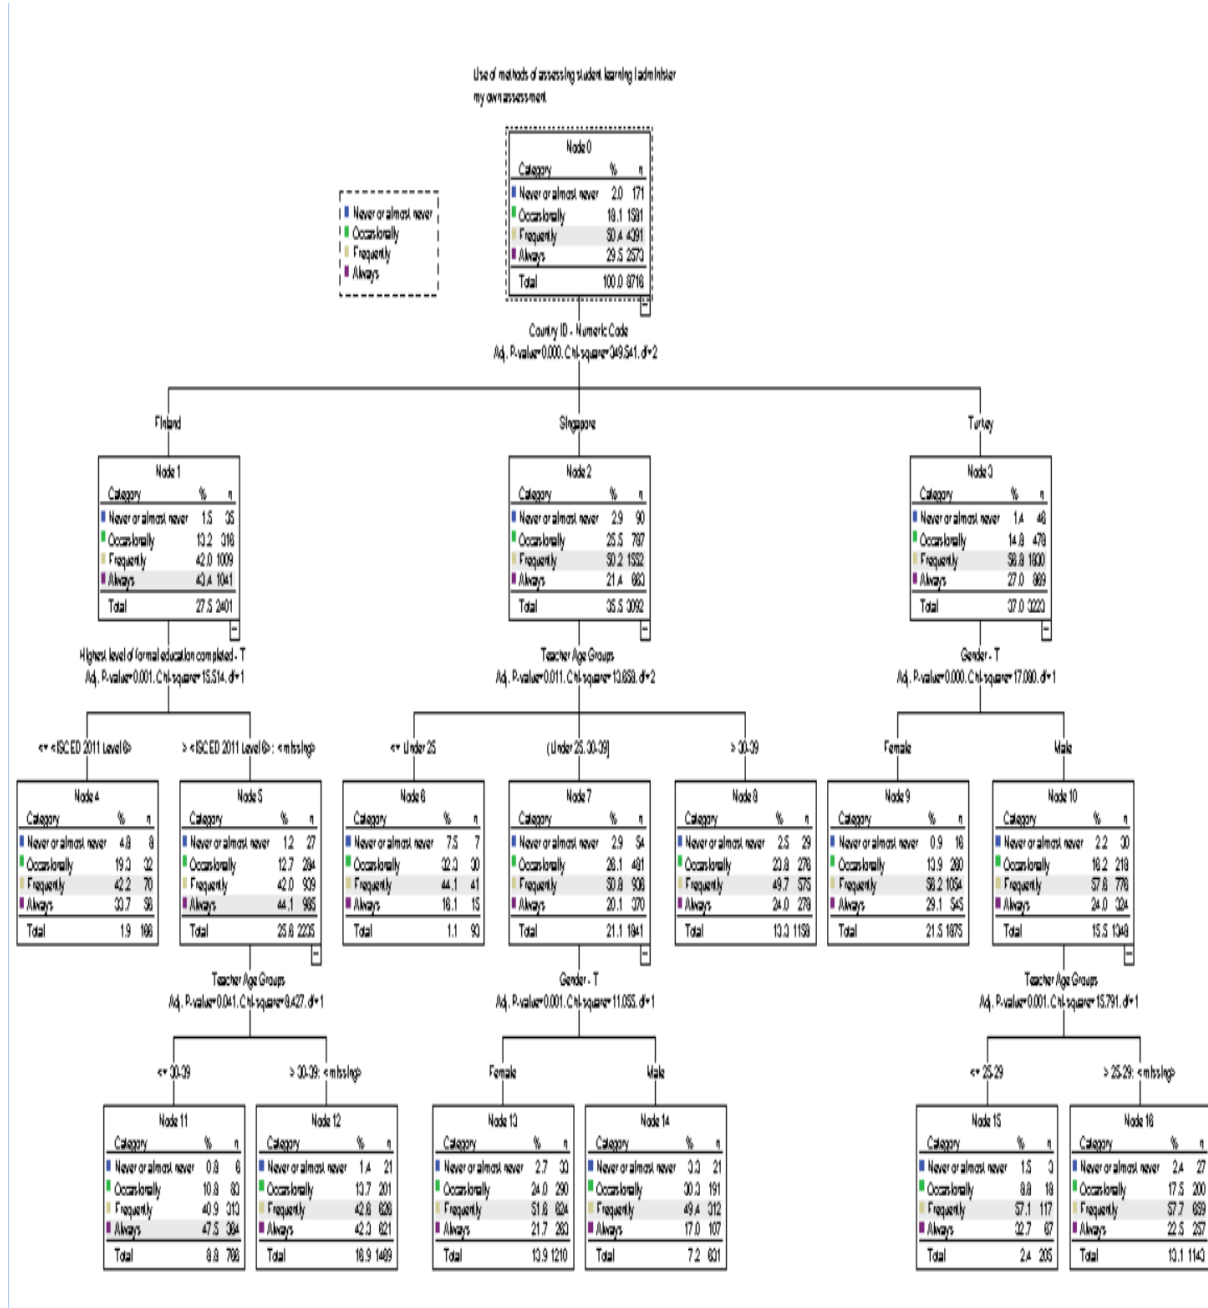 Use of methods of assessing student learning I administer
my own assessment
Node 0
Category % n
Never or almost never 2.0 171
Occasionally 18.1 1581
Frequently 50.4 4391
Always 29.5 2573
Total 100.0 8716
Never or almost never
Occasionally
Frequently
Always
Country ID - Numeric Code
Adj. P-value=0.000, Chi-square=349.541, df=2
Finland
Singapore
Turkey
Node 1
Category % n
Never or almost never 1.5 35
Occasionally 13.2 316
Frequently 42.0 1009
Always 43.4 1041
Total 27.5 2401
Node 2
Category % n
Never or almost never 2.9 90
Occasionally 25.5 787
Frequently 50.2 1552
Always 21.4 663
Total 35.5 3092
Node 3
Category % n
Never or almost never 1.4 46
Occasionally 14.8 478
Frequently 56.8 1830
Always 27.0 869
Total 37.0 3223
Highest level of formal education completed - T
Adj. P-value=0.001, Chi-square=15.514, df=1
Teacher Age Groups
Adj. P-value=0.011, Chi-square=13.658, df=2
Gender - T
Adj. P-value=0.000, Chi-square=17.080, df=1
<= <ISCED 2011 Level 6>
> <ISCED 2011 Level 6>; <missing>
<= Under 25
(Under 25, 30-39]
> 30-39
Female
Male
Node 4
Category % n
Never or almost never 4.8 8
Occasionally 19.3 32
Frequently 42.2 70
Always 33.7 56
Total 1.9 166
Node 5
Category % n
Never or almost never 1.2 27
Occasionally 12.7 284
Frequently 42.0 939
Always 44.1 985
Total 25.6 2235
Node 6
Category % n
Never or almost never 7.5 7
Occasionally 32.3 30
Frequently 44.1 41
Always 16.1 15
Total 1.1 93
Node 7
Category % n
Never or almost never 2.9 54
Occasionally 26.1 481
Frequently 50.8 936
Always 20.1 370
Total 21.1 1841
Node 8
Category % n
Never or almost never 2.5 29
Occasionally 23.8 276
Frequently 49.7 575
Always 24.0 278
Total 13.3 1158
Node 9
Category % n
Never or almost never 0.9 16
Occasionally 13.9 260
Frequently 56.2 1054
Always 29.1 545
Total 21.5 1875
Node 10
Category % n
Never or almost never 2.2 30
Occasionally 16.2 218
Frequently 57.6 776
Always 24.0 324
Total 15.5 1348
Teacher Age Groups
Adj. P-value=0.041, Chi-square=8.427, df=1
Gender - T
Adj. P-value=0.001, Chi-square=11.055, df=1
Teacher Age Groups
Adj. P-value=0.001, Chi-square=15.791, df=1
<= 30-39
> 30-39; <missing>
Female
Male
<= 25-29
> 25-29; <missing>
Node 11
Category % n
Never or almost never 0.8 6
Occasionally 10.8 83
Frequently 40.9 313
Always 47.5 364
Total 8.8 766
Node 12
Category % n
Never or almost never 1.4 21
Occasionally 13.7 201
Frequently 42.6 626
Always 42.3 621
Total 16.9 1469
Node 13
Category % n
Never or almost never 2.7 33
Occasionally 24.0 290
Frequently 51.6 624
Always 21.7 263
Total 13.9 1210
Node 14
Category % n
Never or almost never 3.3 21
Occasionally 30.3 191
Frequently 49.4 312
Always 17.0 107
Total 7.2 631
Node 15
Category % n
Never or almost never 1.5 3
Occasionally 8.8 18
Frequently 57.1 117
Always 32.7 67
Total 2.4 205
Node 16
Category % n
Never or almost never 2.4 27
Occasionally 17.5 200
Frequently 57.7 659
Always 22.5 257
Total 13.1 1143